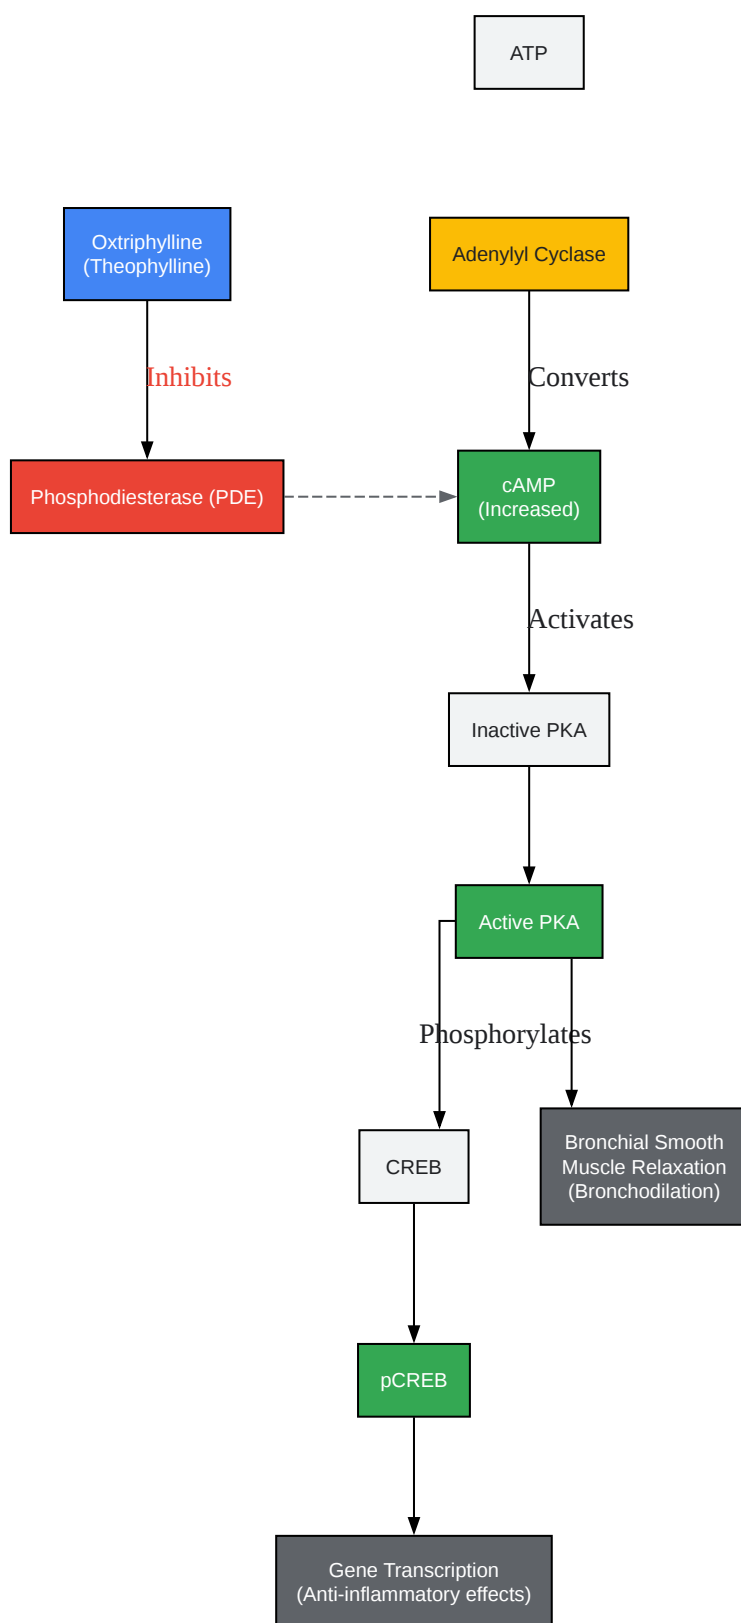 ATP
Oxtriphylline
(Theophylline)
Adenylyl Cyclase
Inhibits
Converts
Phosphodiesterase (PDE)
cAMP
(Increased)
Activates
Inactive PKA
Active PKA
Phosphorylates
CREB
Bronchial Smooth
Muscle Relaxation
(Bronchodilation)
pCREB
Gene Transcription
(Anti-inflammatory effects)